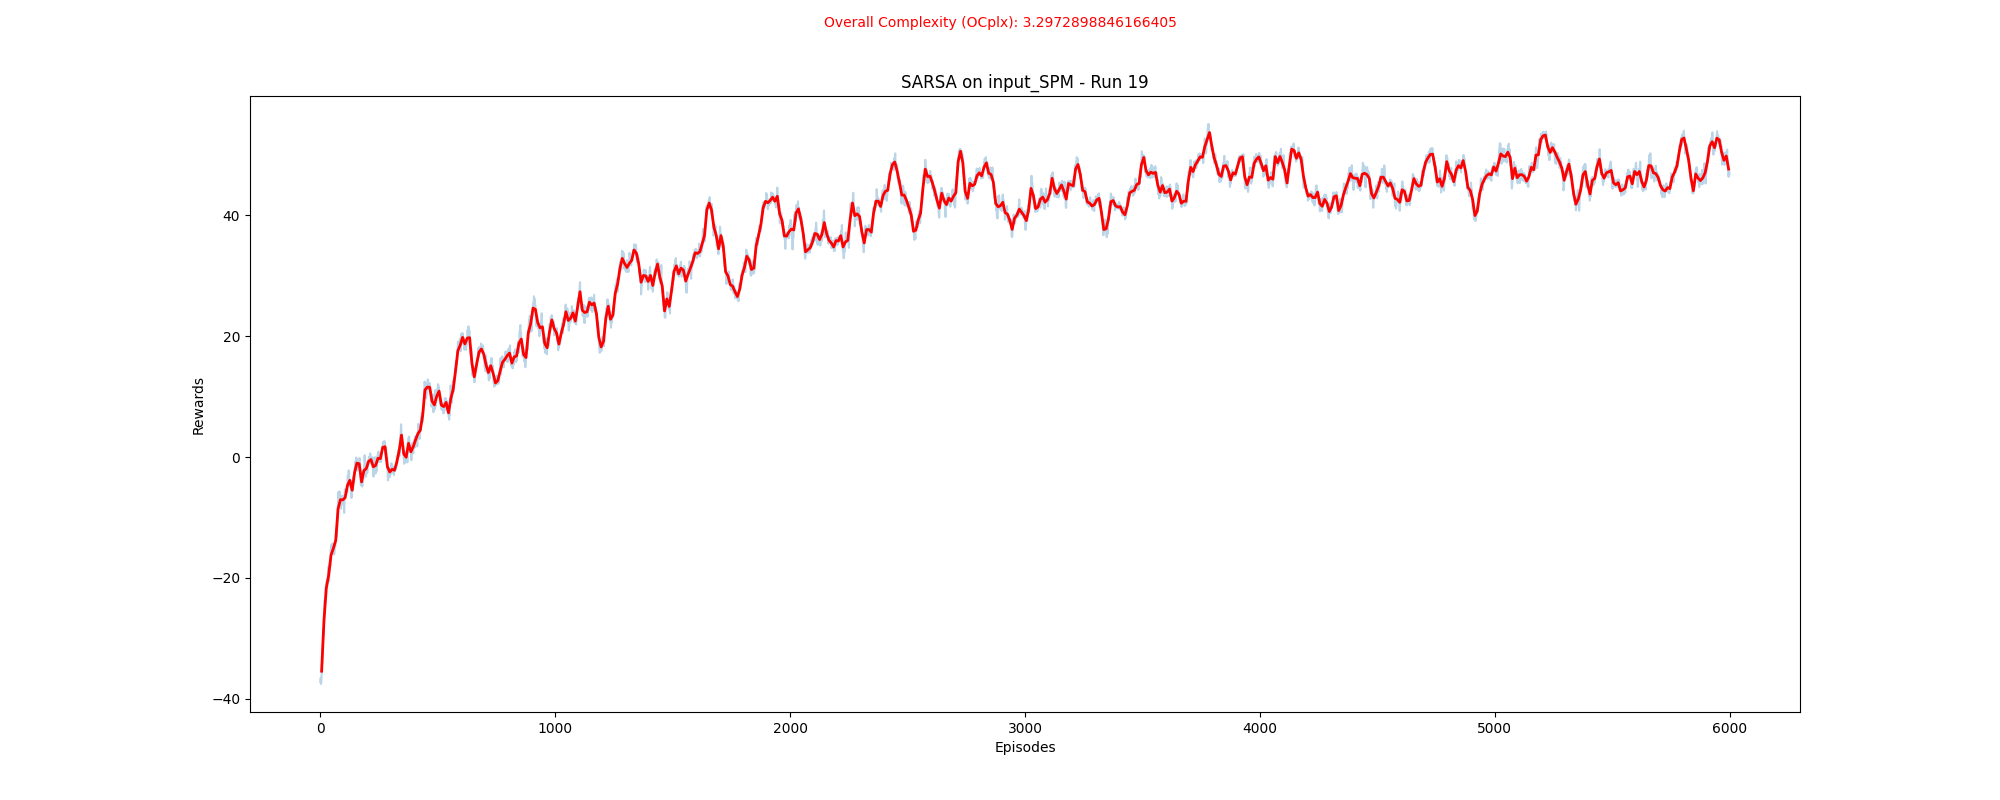 Overall Complexity (OCplx): 3.2972898846166405
SARSA on input_SPM - Run 19
Rewards
40
20
0
−20
−40
0 1000 2000 3000 4000 5000 6000
Episodes